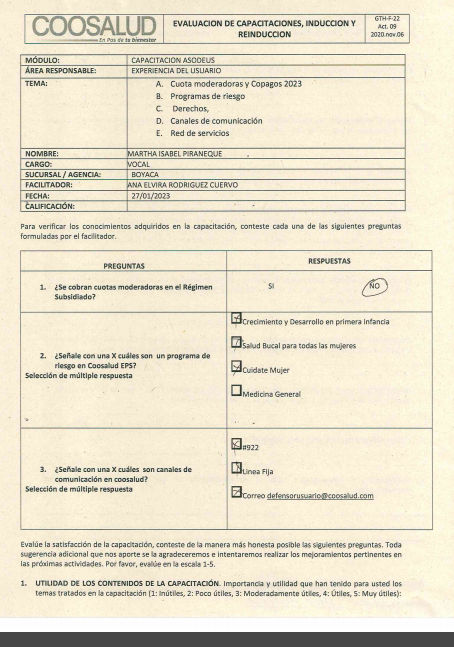 COOSALUD
En Pos de tu bienestar
EVALUACION DE CAPACITACIONES, INDUCCION Y
REINDUCCION
GTH-F-22
Act. 09
2020.nov.06
MÓDULO: CAPACITACION ASODEUS
ÁREA RESPONSABLE: EXPERIENCIA DEL USUARIO
TEMA: A. Cuota moderadoras y Copagos 2023
B. Programas de riesgo
C. Derechos,
D. Canales de comunicación
E. Red de servicios
NOMBRE: MARTHA ISABEL PIRANEQUE
CARGO: VOCAL
SUCURSAL / AGENCIA: BOYACA
FACILITADOR: ANA ELVIRA RODRIGUEZ CUERVO
FECHA: 27/01/2023
CALIFICACIÓN:
Para verificar los conocimientos adquiridos en la capacitación, conteste cada una de las siguientes preguntas
formuladas por el facilitador.
PREGUNTAS RESPUESTAS
1. ¿Se cobran cuotas moderadoras en el Régimen
Subsidiado?
SI NO
2. ¿Señale con una X cuáles son un programa de
riesgo en Coosalud EPS?
Selección de múltiple respuesta
Crecimiento y Desarrollo en primera infancia
Salud Bucal para todas las mujeres
Cuidate Mujer
Medicina General
3. ¿Señale con una X cuáles son canales de
comunicación en coosalud?
Selección de múltiple respuesta
#922
Linea Fija
Correo defensorusuario@coosalud.com
Evalúe la satisfacción de la capacitación, conteste de la manera más honesta posible las siguientes preguntas. Toda
sugerencia adicional que nos aporte se la agradeceremos e intentaremos realizar los mejoramientos pertinentes en
las próximas actividades. Por favor, evalúe en la escala 1-5.
1. UTILIDAD DE LOS CONTENIDOS DE LA CAPACITACIÓN. Importancia y utilidad que han tenido para usted los
temas tratados en la capacitación (1: Inútiles, 2: Poco útiles, 3: Moderadamente útiles, 4: Útiles, 5: Muy útiles):